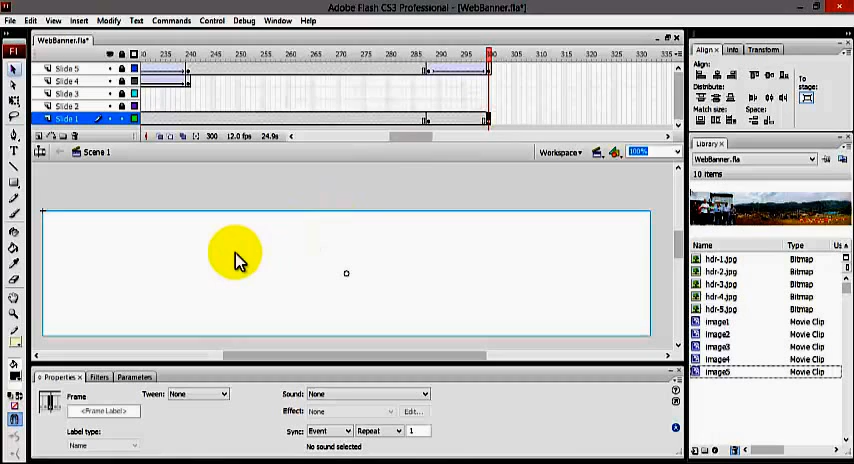 Adobe Flash CS3 Professional - [WebBanner.fla*]
File Edit View Insert Modify Text Commands Control Debug Window Help
WebBanner.fla*
235 240 245 250 255 260 265 270 275 280 285 290 295 300 305 310 315 320 325 330 335
Slide 5
Slide 4
Slide 3
Slide 2
Slide 1
300 12.0 fps 24.9s
Scene 1
Workspace
100%
Properties Filters Parameters
Frame
<Frame Label>
Label type:
Name
Tween: None
Sound: None
Effect: None Edit...
Sync: Event Repeat 1
No sound selected
Align Info Transform
Align:
Distribute:
Match size: Space:
To stage:
Library
WebBanner.fla
10 items
Name Type Us
hdr-1.jpg Bitmap
hdr-2.jpg Bitmap
hdr-3.jpg Bitmap
hdr-4.jpg Bitmap
hdr-5.jpg Bitmap
image1 Movie Clip
image2 Movie Clip
image3 Movie Clip
image4 Movie Clip
image5 Movie Clip